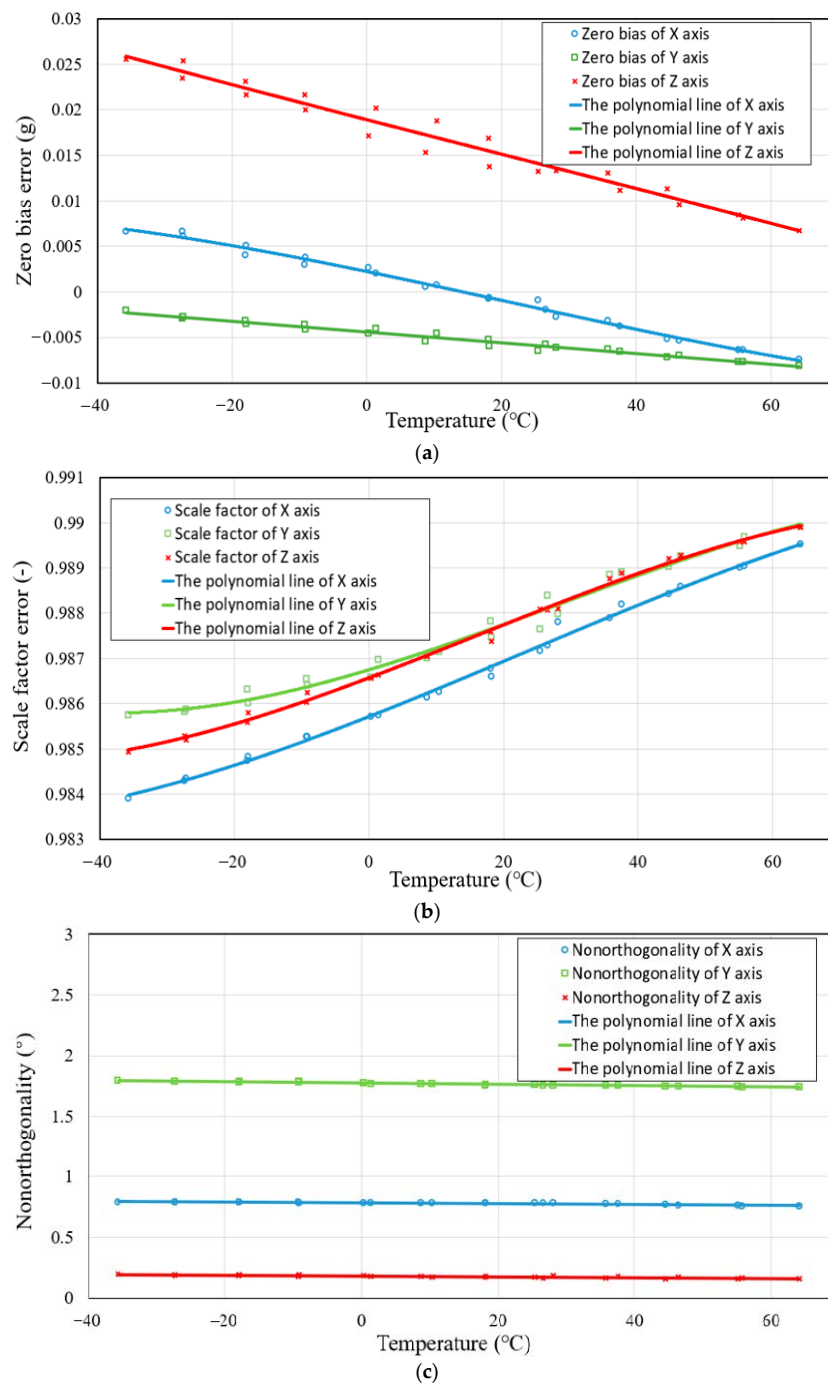 0.03
0.025
0.02
0.015
0.01
0.005
0
−0.005
−0.01
Zero bias error (g)
Zero bias of X axis
Zero bias of Y axis
Zero bias of Z axis
The polynomial line of X axis
The polynomial line of Y axis
The polynomial line of Z axis
−40 −20 0 20 40 60
Temperature (℃)
(a)
0.991
0.99
0.989
0.988
0.987
0.986
0.985
0.984
0.983
Scale factor error (-)
Scale factor of X axis
Scale factor of Y axis
Scale factor of Z axis
The polynomial line of X axis
The polynomial line of Y axis
The polynomial line of Z axis
−40 −20 0 20 40 60
Temperature (℃)
(b)
3
2.5
2
1.5
1
0.5
0
Nonorthogonality (°)
Nonorthogonality of X axis
Nonorthogonality of Y axis
Nonorthogonality of Z axis
The polynomial line of X axis
The polynomial line of Y axis
The polynomial line of Z axis
−40 −20 0 20 40 60
Temperature (℃)
(c)